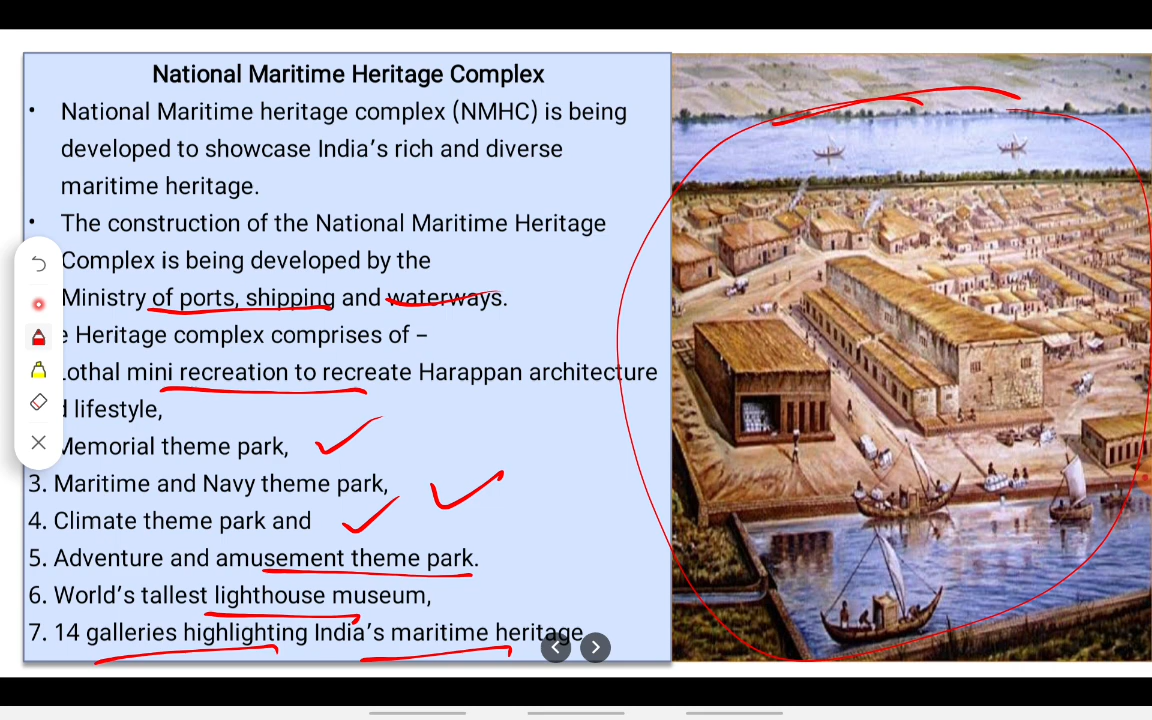 National Maritime Heritage Complex
• National Maritime heritage complex (NMHC) is being
developed to showcase India’s rich and diverse
maritime heritage.
• The construction of the National Maritime Heritage
Complex is being developed by the
Ministry of ports, shipping and waterways.
e Heritage complex comprises of –
Lothal mini recreation to recreate Harappan architecture
d lifestyle,
Memorial theme park,
3. Maritime and Navy theme park,
4. Climate theme park and
5. Adventure and amusement theme park.
6. World’s tallest lighthouse museum,
7. 14 galleries highlighting India’s maritime heritage